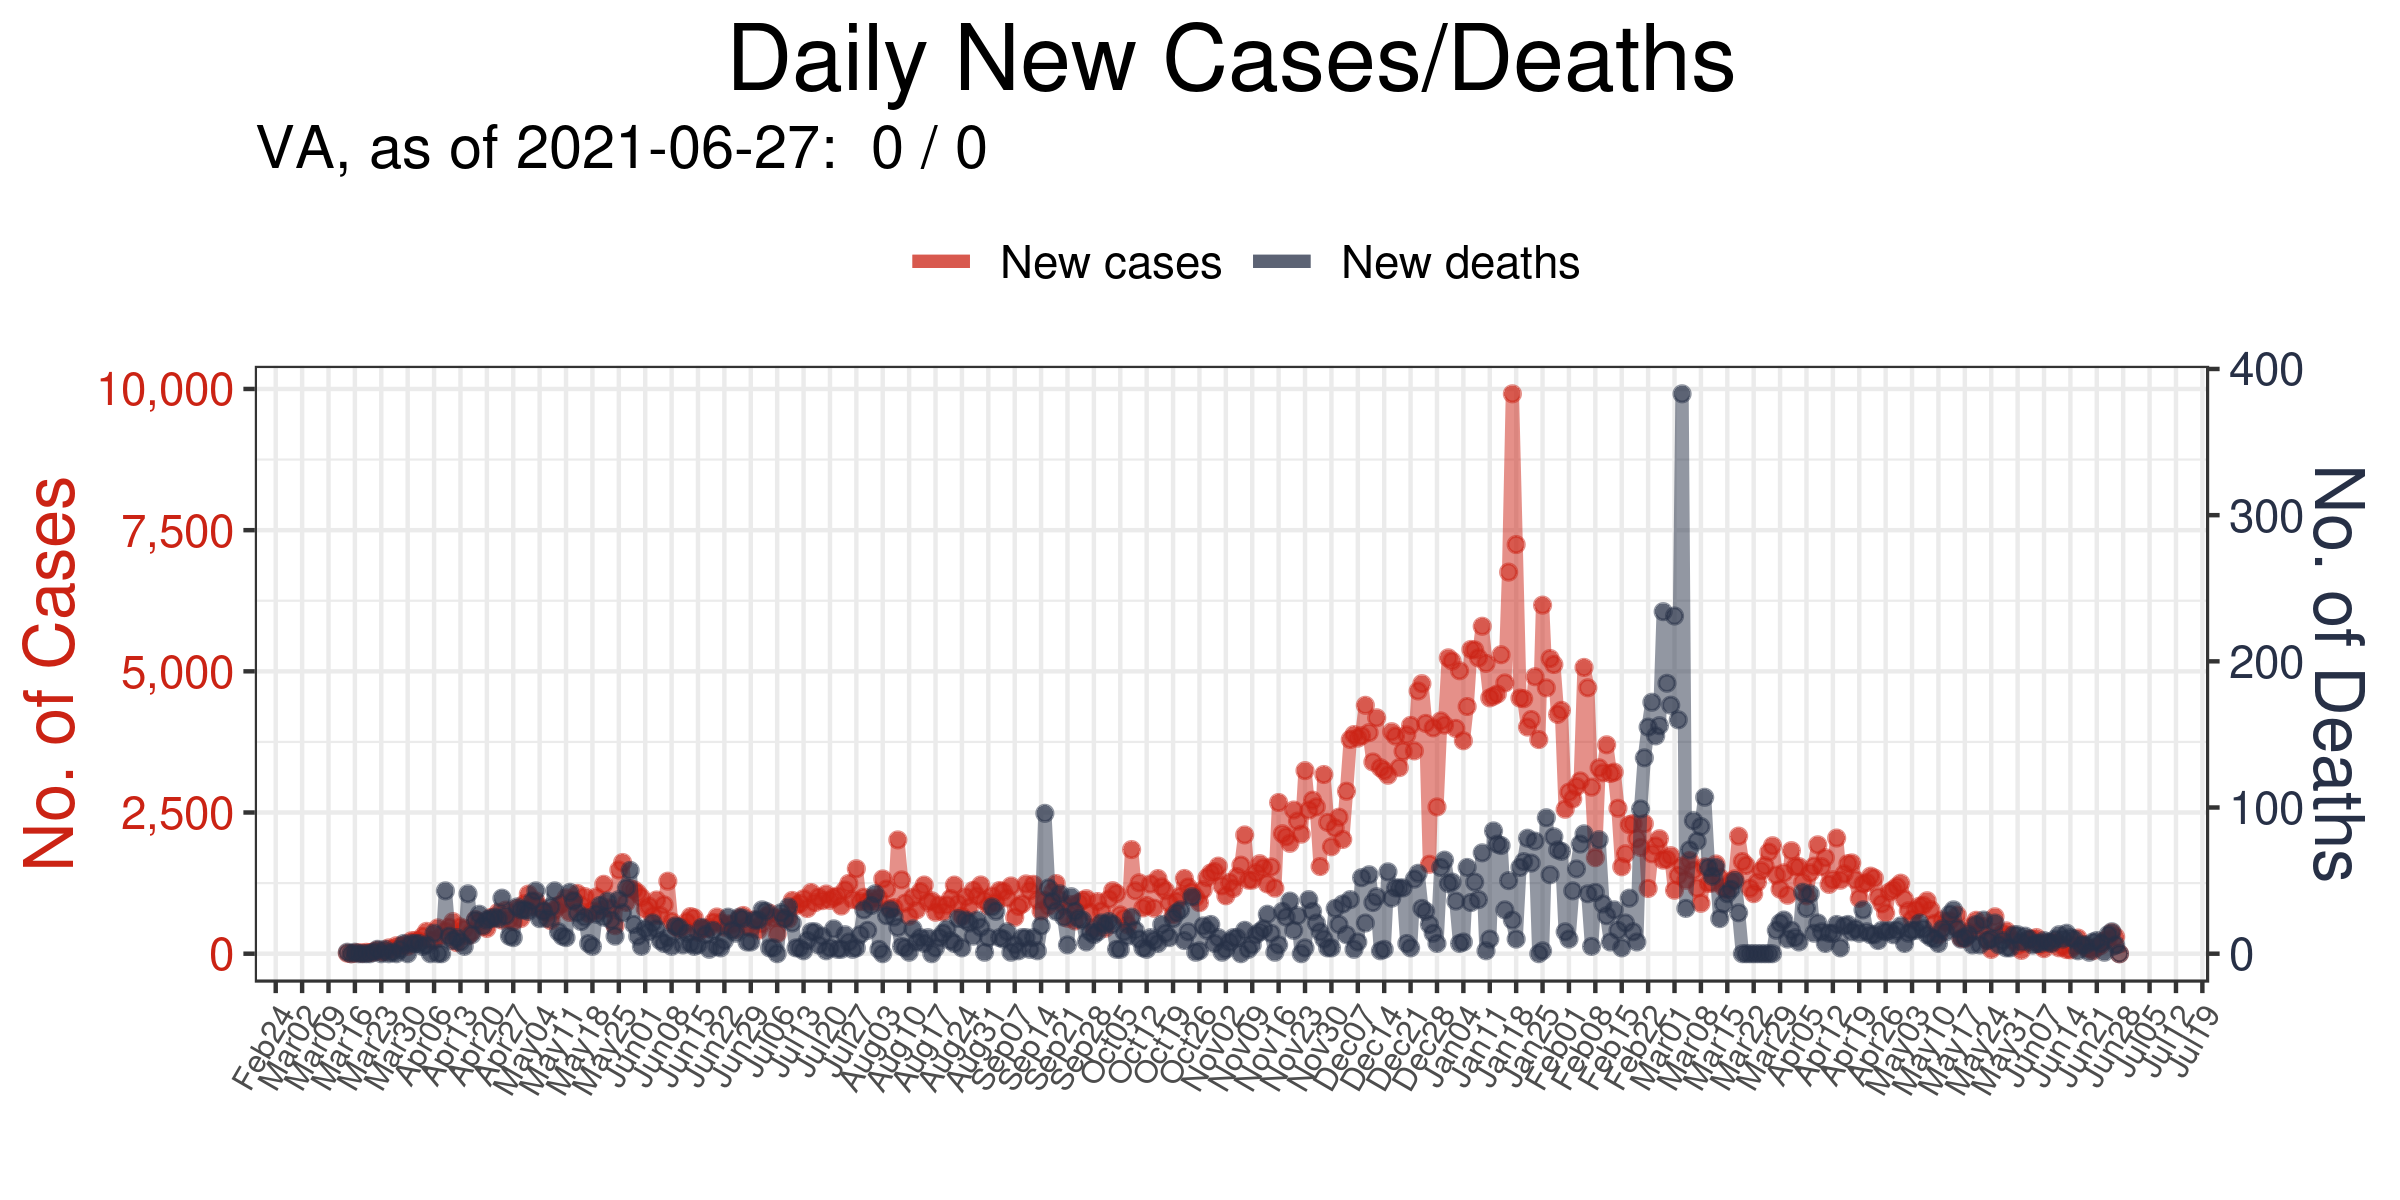 Daily New Cases/Deaths
VA, as of 2021-06-27:  0 / 0
New cases
New deaths
No. of Cases
10,000
7,500
5,000
2,500
0
400
300
200
100
0
No. of Deaths
Feb24
Mar02
Mar09
Mar16
Mar23
Mar30
Apr06
Apr13
Apr20
Apr27
May04
May11
May18
May25
Jun01
Jun08
Jun15
Jun22
Jun29
Jul06
Jul13
Jul20
Jul27
Aug03
Aug10
Aug17
Aug24
Aug31
Sep07
Sep14
Sep21
Sep28
Oct05
Oct12
Oct19
Oct26
Nov02
Nov09
Nov16
Nov23
Nov30
Dec07
Dec14
Dec21
Dec28
Dec04
Jan11
Jan18
Jan25
Feb01
Feb08
Feb15
Feb22
Mar01
Mar08
Mar15
Mar22
Mar29
Mar05
Apr12
Apr19
Apr26
May03
May10
May17
May24
May31
May07
Jun14
Jun21
Jun28
Jul05
Jul12
Jul19